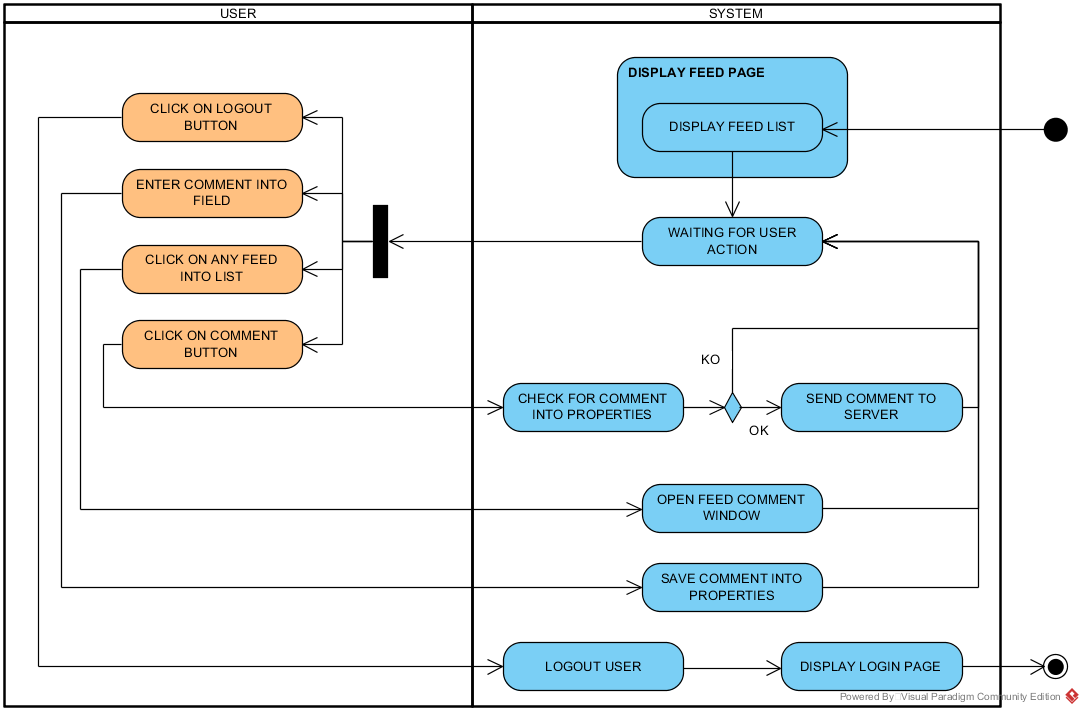 USER
SYSTEM
DISPLAY FEED PAGE
DISPLAY FEED LIST
CLICK ON LOGOUT
BUTTON
ENTER COMMENT INTO
FIELD
WAITING FOR USER
ACTION
CLICK ON ANY FEED
INTO LIST
CLICK ON COMMENT
BUTTON
KO
CHECK FOR COMMENT
INTO PROPERTIES
SEND COMMENT TO
SERVER
OK
OPEN FEED COMMENT
WINDOW
SAVE COMMENT INTO
PROPERTIES
LOGOUT USER
DISPLAY LOGIN PAGE
Powered By Visual Paradigm Community Edition